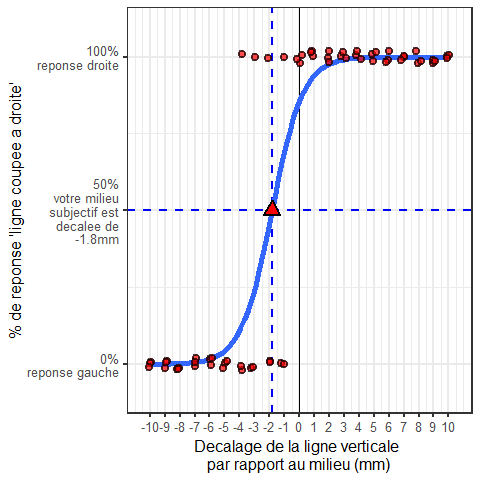 100%
reponse droite
50%
votre milieu
subjectif est
decalee de
-1.8mm
0%
reponse gauche
% de reponse 'ligne coupee a droite'
-10 -9 -8 -7 -6 -5 -4 -3 -2 -1 0 1 2 3 4 5 6 7 8 9 10
Decalage de la ligne verticale
par rapport au milieu (mm)